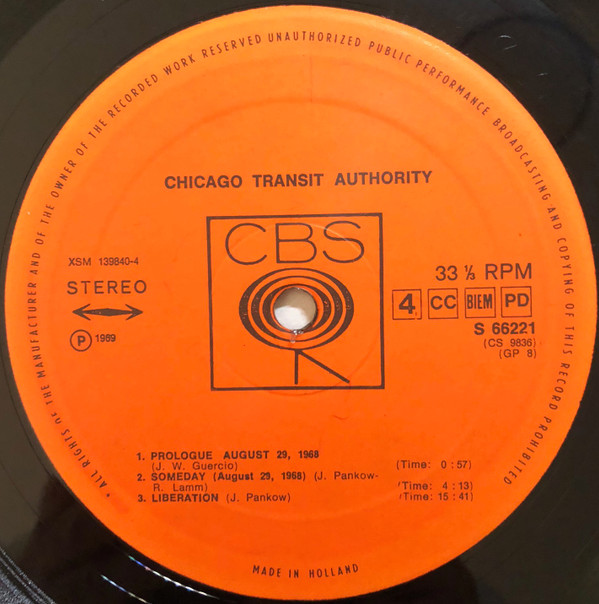 ALL RIGHTS OF THE MANUFACTURER AND OF THE OWNER OF THE RECORDED WORK RESERVED UNAUTHORIZED PUBLIC PERFORMANCE BROADCASTING AND COPYING OF THIS RECORD PROHIBITED
CHICAGO TRANSIT AUTHORITY
CBS
XSM 139840-4
STEREO
Ⓟ 1969
33 ⅓ RPM
4 CC BIEM PD
S 66221
(CS 9836)
(GP 8)
1. PROLOGUE AUGUST 29, 1968
(J. W. Guercio) (Time: 0:57)
2. SOMEDAY (August 29, 1968) (J. Pankow-
R. Lamm) (Time: 4:13)
3. LIBERATION (J. Pankow) (Time: 15:41)
MADE IN HOLLAND